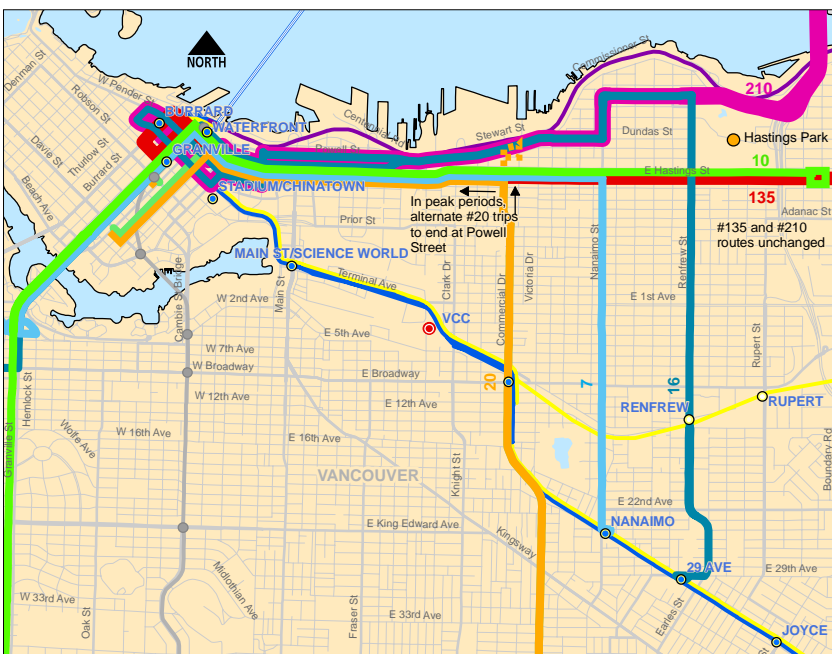 NORTH
Denman St
W Pender St
Robson St
Davie St
Thurlow St
Burrard St
Beach Ave
BURRARD
WATERFRONT
GRANVILLE
STADIUM/CHINATOWN
Centennial Rd
Powell St
Stewart St
Commissioner St
210
Dundas St
Hastings Park
E Hastings St
10
135
Adanac St
In peak periods,
alternate #20 trips
to end at Powell
Street
#135 and #210
routes unchanged
Prior St
MAIN ST/SCIENCE WORLD
Terminal Ave
Main St
Cambie St Bridge
Clark Dr
Commercial Dr
Victoria Dr
Nanaimo St
Renfrew St
Rupert St
W 2nd Ave
E 1st Ave
VCC
E 5th Ave
W 7th Ave
W Broadway
E Broadway
W 12th Ave
E 12th Ave
20
7
16
RENFREW
RUPERT
Hemlock St
Granville St
Wolfe Ave
W 16th Ave
E 16th Ave
VANCOUVER
Knight St
Boundary Rd
E 22nd Ave
NANAIMO
E King Edward Ave
Kingsway
29 AVE
E 29th Ave
Midlothian Ave
W 33rd Ave
E 33rd Ave
Oak St
Fraser St
Earles St
JOYCE
St